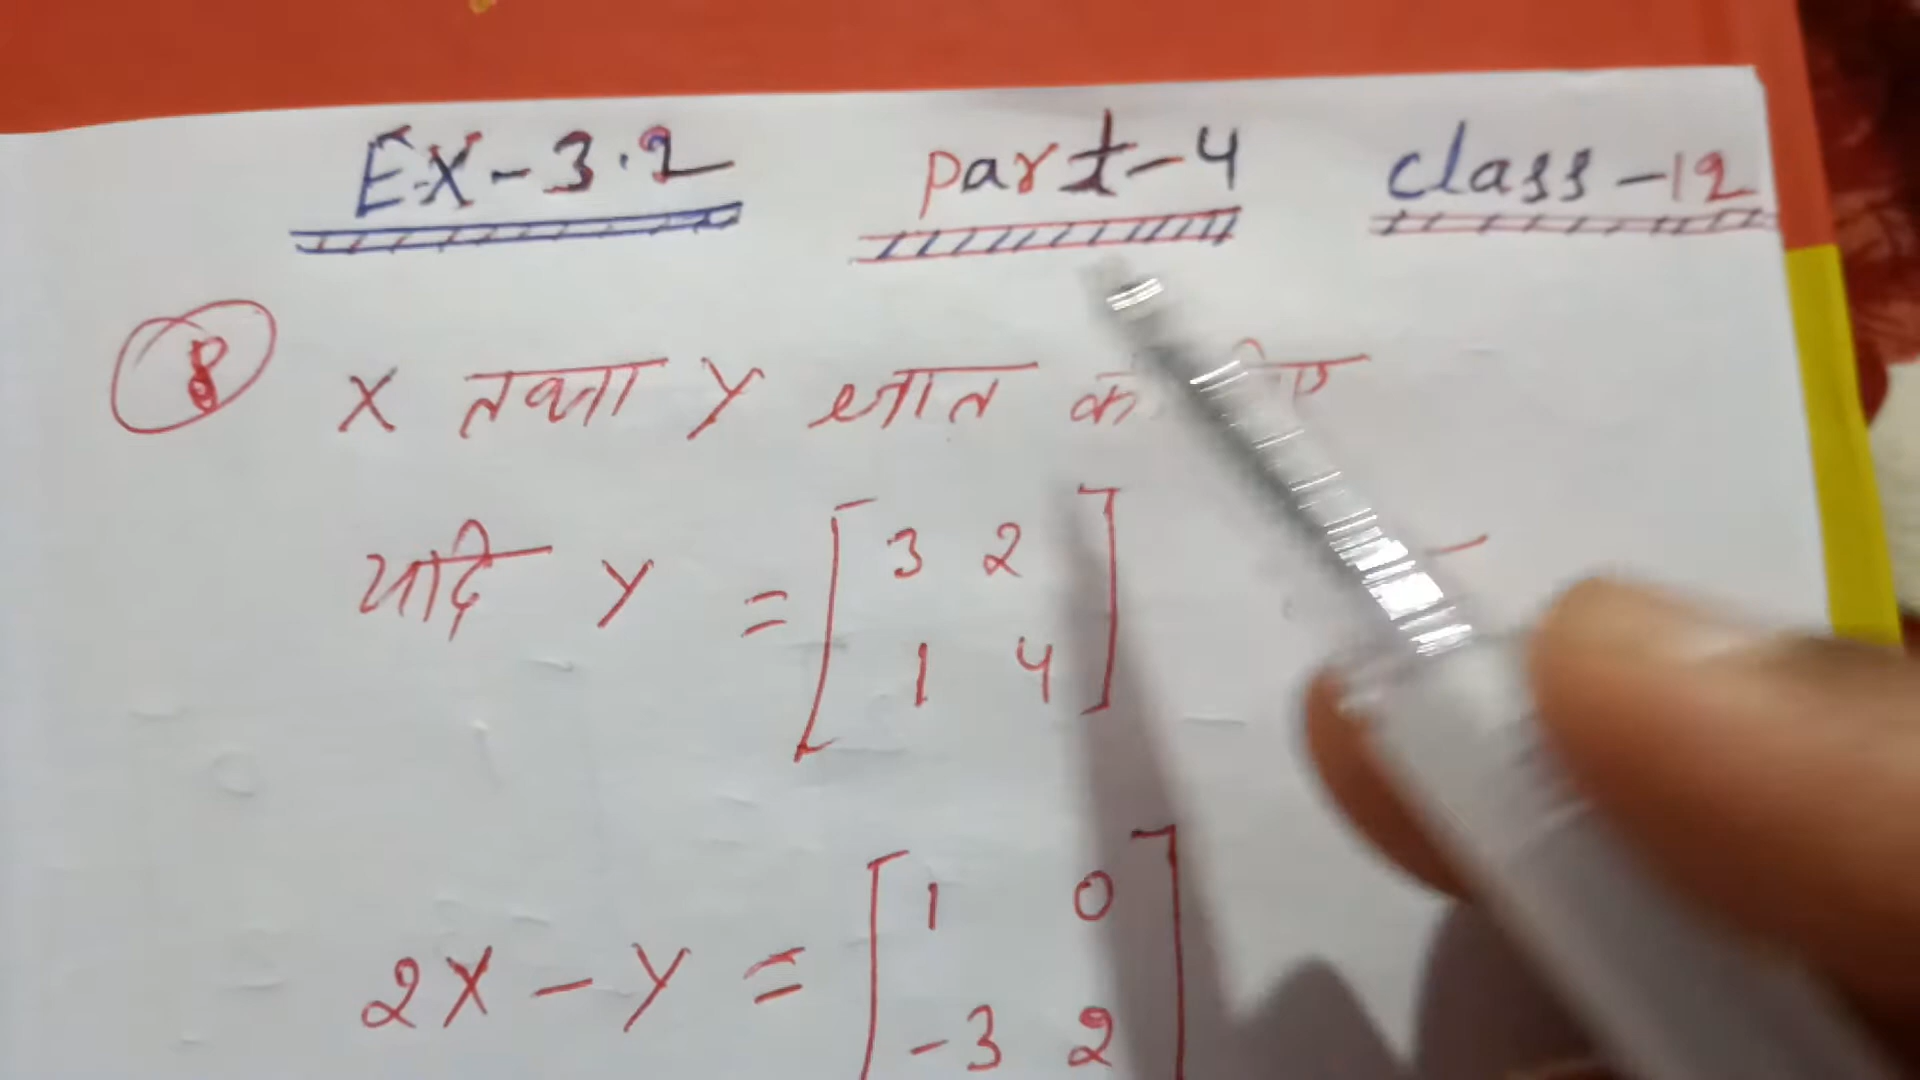 Ex-3.2 part-4 class-12
8 X तथा Y ज्ञात
यदि Y = [3 2
1 4]
2X - Y = [1 0
-3 2]